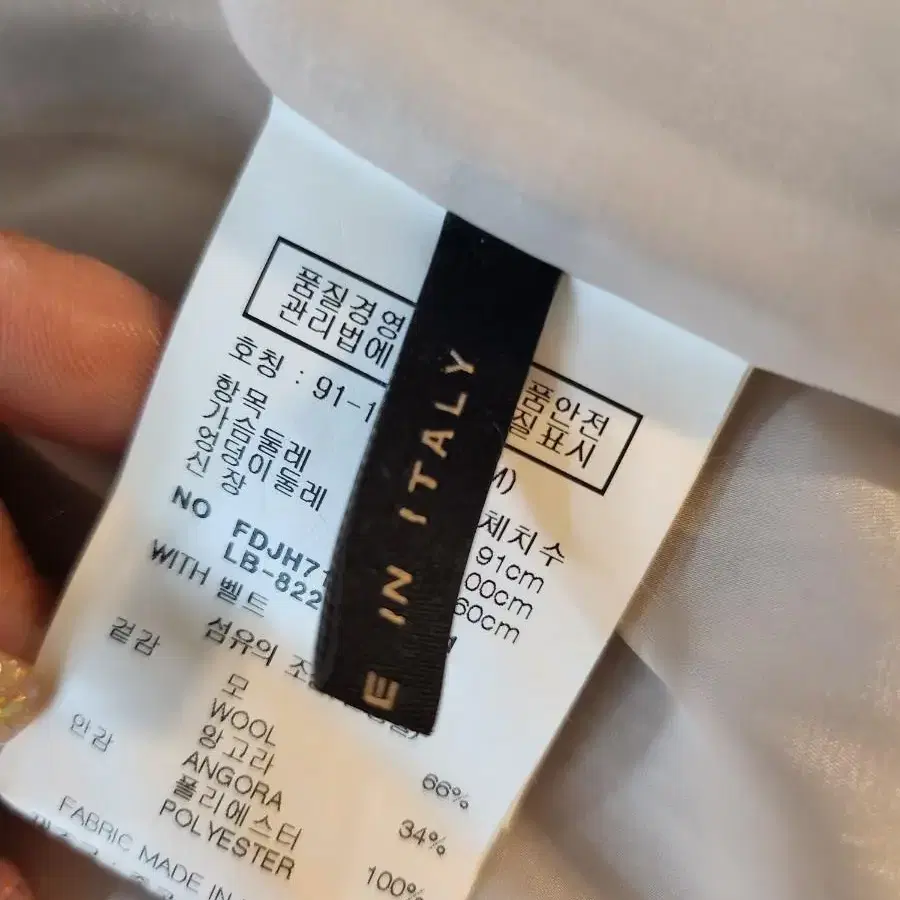 품질경영 품안전
관리법에 질표시
호칭 : 91-1 M)
항목 체치수
가슴둘레 91cm
엉덩이둘레 00cm
신장 60cm
NO FDJH71
LB-822
WITH 벨트
섬유의 조
겉감 모
WOOL 66%
앙고라
ANGORA 34%
안감 폴리에스터
POLYESTER 100%
FABRIC MADE IN
E IN ITALY